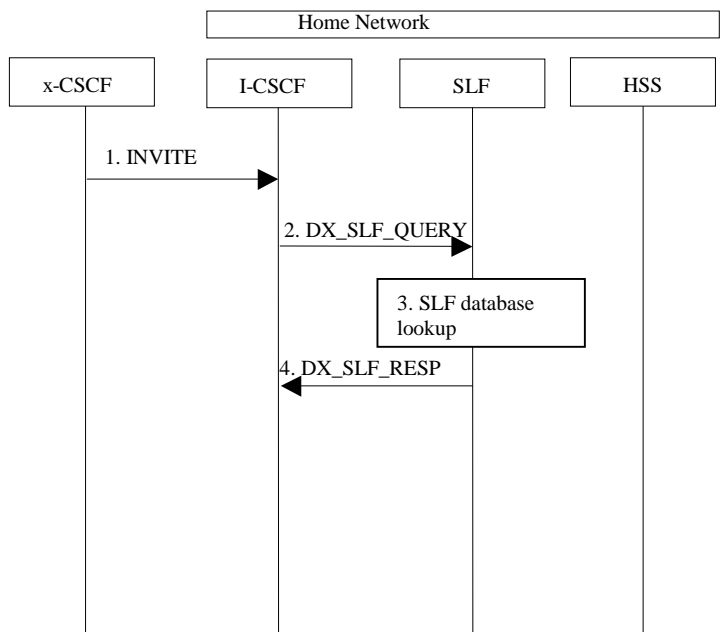 Home Network
x-CSCF
I-CSCF
SLF
HSS
1. INVITE
2. DX_SLF_QUERY
3. SLF database
lookup
4. DX_SLF_RESP